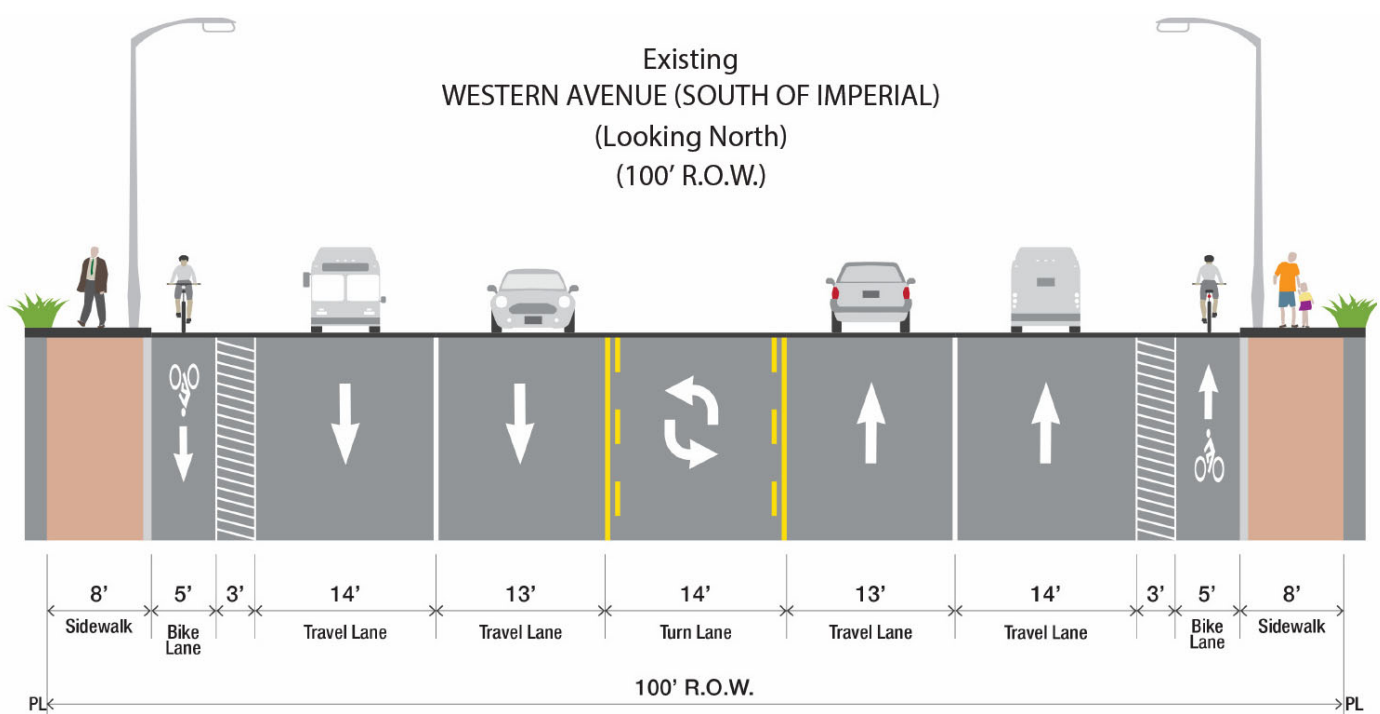 Existing
WESTERN AVENUE (SOUTH OF IMPERIAL)
(Looking North)
(100’ R.O.W.)
8’ 5’ 3’ 14’ 13’ 14’ 13’ 14’ 3’ 5’ 8’
Sidewalk Bike Travel Lane Travel Lane Turn Lane Travel Lane Travel Lane Bike Sidewalk
Lane Lane
100’ R.O.W.
PL PL